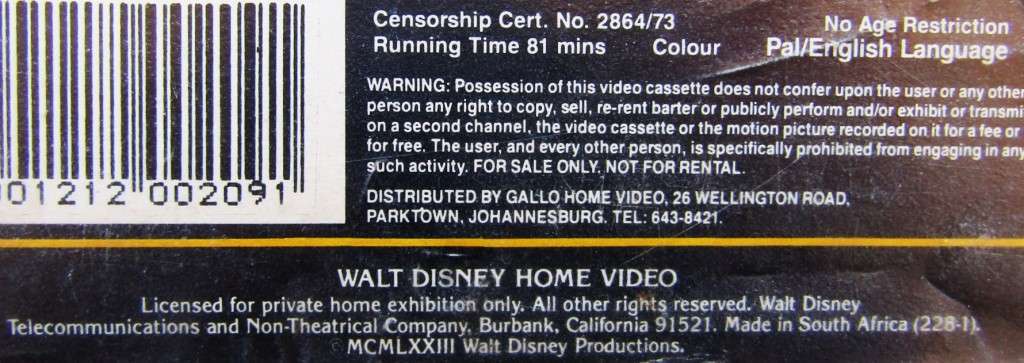 001212 002091
Censorship Cert. No. 2864/73 No Age Restriction
Running Time 81 mins Colour Pal/English Language
WARNING: Possession of this video cassette does not confer upon the user or any other
person any right to copy, sell, re-rent barter or publicly perform and/or exhibit or transmi
on a second channel, the video cassette or the motion picture recorded on it for a fee or
for free. The user, and every other person, is specifically prohibited from engaging in any
such activity. FOR SALE ONLY. NOT FOR RENTAL.
DISTRIBUTED BY GALLO HOME VIDEO, 26 WELLINGTON ROAD,
PARKTOWN, JOHANNESBURG. TEL: 643-8421.
WALT DISNEY HOME VIDEO
Licensed for private home exhibition only. All other rights reserved. Walt Disney
Telecommunications and Non-Theatrical Company, Burbank, California 91521. Made in South Africa (228-1).
© MCMLXXIII Walt Disney Productions.